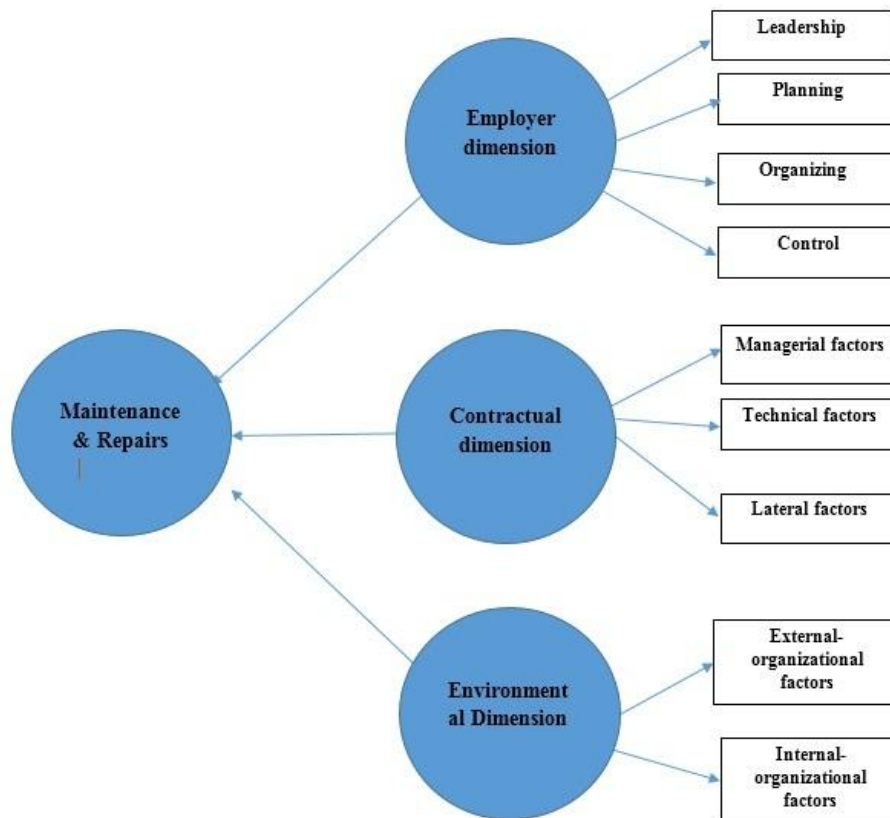 Leadership
Planning
Organizing
Control
Employer
dimension
Managerial factors
Technical factors
Lateral factors
Contractual
dimension
Maintenance
& Repairs
External-
organizational
factors
Internal-
organizational
factors
Environment
al Dimension